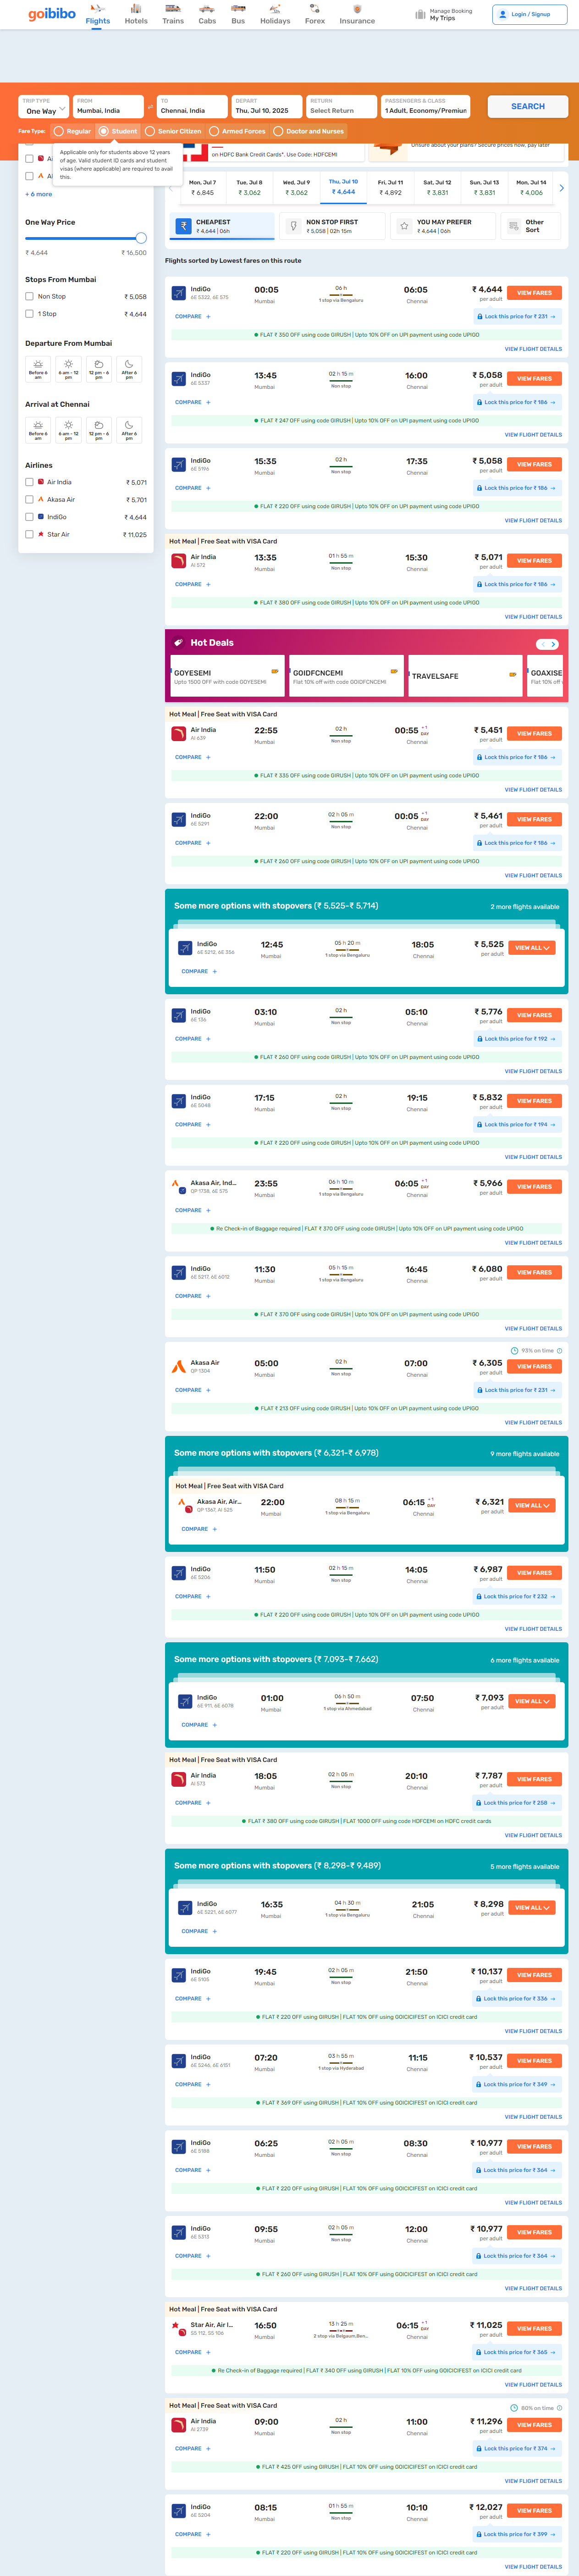 goibibo
Flights
Hotels
Trains
Cabs
Bus
Holidays
Forex
Insurance
Manage Booking
My Trips
Login / Signup
TRIP TYPE
One Way
FROM
Mumbai, India
TO
Chennai, India
DEPART
Thu, Jul 10, 2025
RETURN
Select Return
PASSENGERS & CLASS
1 Adult, Economy/Premium
SEARCH
Fare Type:
Regular
Student
Senior Citizen
Armed Forces
Doctor and Nurses
Applicable only for students above 12 years
of age. Valid student ID cards and student
visas (where applicable) are required to avail
this.
+ 6 more
One Way Price
₹ 4,644
₹ 16,500
Stops From Mumbai
Non Stop ₹ 5,058
1 Stop ₹ 4,644
Departure From Mumbai
Before 6 am
6 am - 12 pm
12 pm - 6 pm
After 6 pm
Arrival at Chennai
Before 6 am
6 am - 12 pm
12 pm - 6 pm
After 6 pm
Airlines
Air India ₹ 5,071
Akasa Air ₹ 5,701
IndiGo ₹ 4,644
Star Air ₹ 11,025
on HDFC Bank Credit Cards*. Use Code: HDFCEMI
Unsure about your plans? Secure prices now, pay later
Mon, Jul 7
₹ 6,845
Tue, Jul 8
₹ 3,062
Wed, Jul 9
₹ 3,062
Thu, Jul 10
₹ 4,644
Fri, Jul 11
₹ 4,892
Sat, Jul 12
₹ 3,831
Sun, Jul 13
₹ 3,831
Mon, Jul 14
₹ 4,006
CHEAPEST
₹ 4,644 | 06h
NON STOP FIRST
₹ 5,058 | 02h 15m
YOU MAY PREFER
₹ 4,644 | 06h
Other
Sort
Flights sorted by Lowest fares on this route
IndiGo 00:05 06 h 06:05 ₹ 4,644 VIEW FARES
6E 5322, 6E 575 Mumbai 1 stop via Bengaluru Chennai per adult
COMPARE + Lock this price for ₹ 231 →
FLAT ₹ 350 OFF using code GIRUSH | Upto 10% OFF on UPI payment using code UPIGO
VIEW FLIGHT DETAILS
IndiGo 13:45 02 h 15 m 16:00 ₹ 5,058 VIEW FARES
6E 5337 Mumbai Non stop Chennai per adult
COMPARE + Lock this price for ₹ 186 →
FLAT ₹ 247 OFF using code GIRUSH | Upto 10% OFF on UPI payment using code UPIGO
VIEW FLIGHT DETAILS
IndiGo 15:35 02 h 17:35 ₹ 5,058 VIEW FARES
6E 5196 Mumbai Non stop Chennai per adult
COMPARE + Lock this price for ₹ 186 →
FLAT ₹ 220 OFF using code GIRUSH | Upto 10% OFF on UPI payment using code UPIGO
VIEW FLIGHT DETAILS
Hot Meal | Free Seat with VISA Card
Air India 13:35 01 h 55 m 15:30 ₹ 5,071 VIEW FARES
AI 572 Mumbai Non stop Chennai per adult
COMPARE + Lock this price for ₹ 186 →
FLAT ₹ 380 OFF using code GIRUSH | Upto 10% OFF on UPI payment using code UPIGO
VIEW FLIGHT DETAILS
Hot Deals
GOYESEMI
Upto 1500 OFF with code GOYESEMI
GOIDFCNCEMI
Flat 10% off with code GOIDFCNCEMI
TRAVELSAFE
GOAXISE
Flat 10% off
Hot Meal | Free Seat with VISA Card
Air India 22:55 02 h 00:55 +1 DAY ₹ 5,451 VIEW FARES
AI 639 Mumbai Non stop Chennai per adult
COMPARE + Lock this price for ₹ 186 →
FLAT ₹ 335 OFF using code GIRUSH | Upto 10% OFF on UPI payment using code UPIGO
VIEW FLIGHT DETAILS
IndiGo 22:00 02 h 05 m 00:05 +1 DAY ₹ 5,461 VIEW FARES
6E 5291 Mumbai Non stop Chennai per adult
COMPARE + Lock this price for ₹ 186 →
FLAT ₹ 260 OFF using code GIRUSH | Upto 10% OFF on UPI payment using code UPIGO
VIEW FLIGHT DETAILS
Some more options with stopovers (₹ 5,525-₹ 5,714) 2 more flights available
IndiGo 12:45 05 h 20 m 18:05 ₹ 5,525 VIEW ALL
6E 5212, 6E 356 Mumbai 1 stop via Bengaluru Chennai per adult
COMPARE +
IndiGo 03:10 02 h 05:10 ₹ 5,776 VIEW FARES
6E 136 Mumbai Non stop Chennai per adult
COMPARE + Lock this price for ₹ 192 →
FLAT ₹ 260 OFF using code GIRUSH | Upto 10% OFF on UPI payment using code UPIGO
VIEW FLIGHT DETAILS
IndiGo 17:15 02 h 19:15 ₹ 5,832 VIEW FARES
6E 5048 Mumbai Non stop Chennai per adult
COMPARE + Lock this price for ₹ 194 →
FLAT ₹ 220 OFF using code GIRUSH | Upto 10% OFF on UPI payment using code UPIGO
VIEW FLIGHT DETAILS
Akasa Air, Ind... 23:55 06 h 10 m 06:05 +1 DAY ₹ 5,966 VIEW FARES
QP 1738, 6E 575 Mumbai 1 stop via Bengaluru Chennai per adult
COMPARE +
Re Check-in of Baggage required | FLAT ₹ 370 OFF using code GIRUSH | Upto 10% OFF on UPI payment using code UPIGO
VIEW FLIGHT DETAILS
IndiGo 11:30 05 h 15 m 16:45 ₹ 6,080 VIEW FARES
6E 5217, 6E 6012 Mumbai 1 stop via Bengaluru Chennai per adult
COMPARE +
FLAT ₹ 370 OFF using code GIRUSH | Upto 10% OFF on UPI payment using code UPIGO
VIEW FLIGHT DETAILS
93% on time
Akasa Air 05:00 02 h 07:00 ₹ 6,305 VIEW FARES
QP 1304 Mumbai Non stop Chennai per adult
COMPARE + Lock this price for ₹ 231 →
FLAT ₹ 213 OFF using code GIRUSH | Upto 10% OFF on UPI payment using code UPIGO
VIEW FLIGHT DETAILS
Some more options with stopovers (₹ 6,321-₹ 6,978) 9 more flights available
Hot Meal | Free Seat with VISA Card
Akasa Air, Air... 22:00 08 h 15 m 06:15 +1 DAY ₹ 6,321 VIEW ALL
QP 1367, AI 525 Mumbai 1 stop via Bengaluru Chennai per adult
COMPARE +
IndiGo 11:50 02 h 15 m 14:05 ₹ 6,987 VIEW FARES
6E 5206 Mumbai Non stop Chennai per adult
COMPARE + Lock this price for ₹ 232 →
FLAT ₹ 220 OFF using code GIRUSH | Upto 10% OFF on UPI payment using code UPIGO
VIEW FLIGHT DETAILS
Some more options with stopovers (₹ 7,093-₹ 7,662) 6 more flights available
IndiGo 01:00 06 h 50 m 07:50 ₹ 7,093 VIEW ALL
6E 911, 6E 6078 Mumbai 1 stop via Ahmedabad Chennai per adult
COMPARE +
Hot Meal | Free Seat with VISA Card
Air India 18:05 02 h 05 m 20:10 ₹ 7,787 VIEW FARES
AI 573 Mumbai Non stop Chennai per adult
COMPARE + Lock this price for ₹ 258 →
FLAT ₹ 380 OFF using code GIRUSH | FLAT 1000 OFF using code HDFCEMI on HDFC credit cards
VIEW FLIGHT DETAILS
Some more options with stopovers (₹ 8,298-₹ 9,489) 5 more flights available
IndiGo 16:35 04 h 30 m 21:05 ₹ 8,298 VIEW ALL
6E 5221, 6E 6077 Mumbai 1 stop via Bengaluru Chennai per adult
COMPARE +
IndiGo 19:45 02 h 05 m 21:50 ₹ 10,137 VIEW FARES
6E 5105 Mumbai Non stop Chennai per adult
COMPARE + Lock this price for ₹ 336 →
FLAT ₹ 220 OFF using GIRUSH | FLAT 10% OFF using GOICICIFEST on ICICI credit card
VIEW FLIGHT DETAILS
IndiGo 07:20 03 h 55 m 11:15 ₹ 10,537 VIEW FARES
6E 5246, 6E 6151 Mumbai 1 stop via Hyderabad Chennai per adult
COMPARE + Lock this price for ₹ 349 →
FLAT ₹ 369 OFF using GIRUSH | FLAT 10% OFF using GOICICIFEST on ICICI credit card
VIEW FLIGHT DETAILS
IndiGo 06:25 02 h 05 m 08:30 ₹ 10,977 VIEW FARES
6E 5188 Mumbai Non stop Chennai per adult
COMPARE + Lock this price for ₹ 364 →
FLAT ₹ 220 OFF using GIRUSH | FLAT 10% OFF using GOICICIFEST on ICICI credit card
VIEW FLIGHT DETAILS
IndiGo 09:55 02 h 05 m 12:00 ₹ 10,977 VIEW FARES
6E 5313 Mumbai Non stop Chennai per adult
COMPARE + Lock this price for ₹ 364 →
FLAT ₹ 260 OFF using GIRUSH | FLAT 10% OFF using GOICICIFEST on ICICI credit card
VIEW FLIGHT DETAILS
Hot Meal | Free Seat with VISA Card
Star Air, Air I... 16:50 13 h 25 m 06:15 +1 DAY ₹ 11,025 VIEW FARES
S5 112, S5 106 Mumbai 2 stop via Belgaum,Ben... Chennai per adult
COMPARE + Lock this price for ₹ 365 →
Re Check-in of Baggage required | FLAT ₹ 340 OFF using GIRUSH | FLAT 10% OFF using GOICICIFEST on ICICI credit card
VIEW FLIGHT DETAILS
Hot Meal | Free Seat with VISA Card 80% on time
Air India 09:00 02 h 11:00 ₹ 11,296 VIEW FARES
AI 2739 Mumbai Non stop Chennai per adult
COMPARE + Lock this price for ₹ 374 →
FLAT ₹ 425 OFF using GIRUSH | FLAT 10% OFF using GOICICIFEST on ICICI credit card
VIEW FLIGHT DETAILS
IndiGo 08:15 01 h 55 m 10:10 ₹ 12,027 VIEW FARES
6E 5204 Mumbai Non stop Chennai per adult
COMPARE + Lock this price for ₹ 399 →
FLAT ₹ 220 OFF using GIRUSH | FLAT 10% OFF using GOICICIFEST on ICICI credit card
VIEW FLIGHT DETAILS